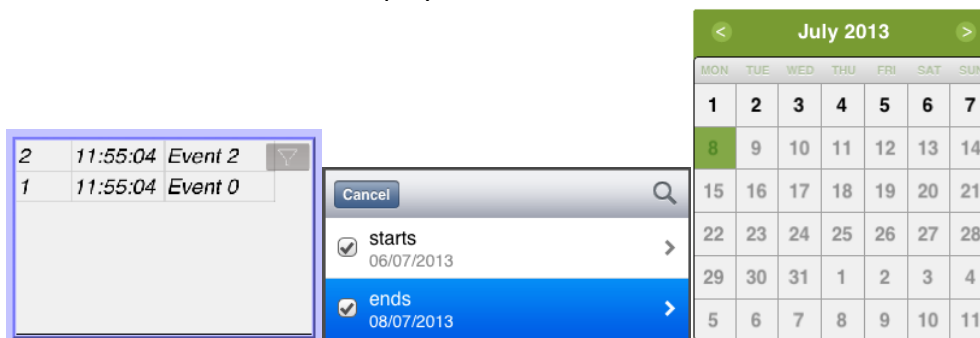 2 11:55:04 Event 2
1 11:55:04 Event 0
Cancel
starts
06/07/2013
ends
08/07/2013
< July 2013 >
MON TUE WED THU FRI SAT SUN
1 2 3 4 5 6 7
8 9 10 11 12 13 14
15 16 17 18 19 20 21
22 23 24 25 26 27 28
29 30 31 1 2 3 4
5 6 7 8 9 10 11